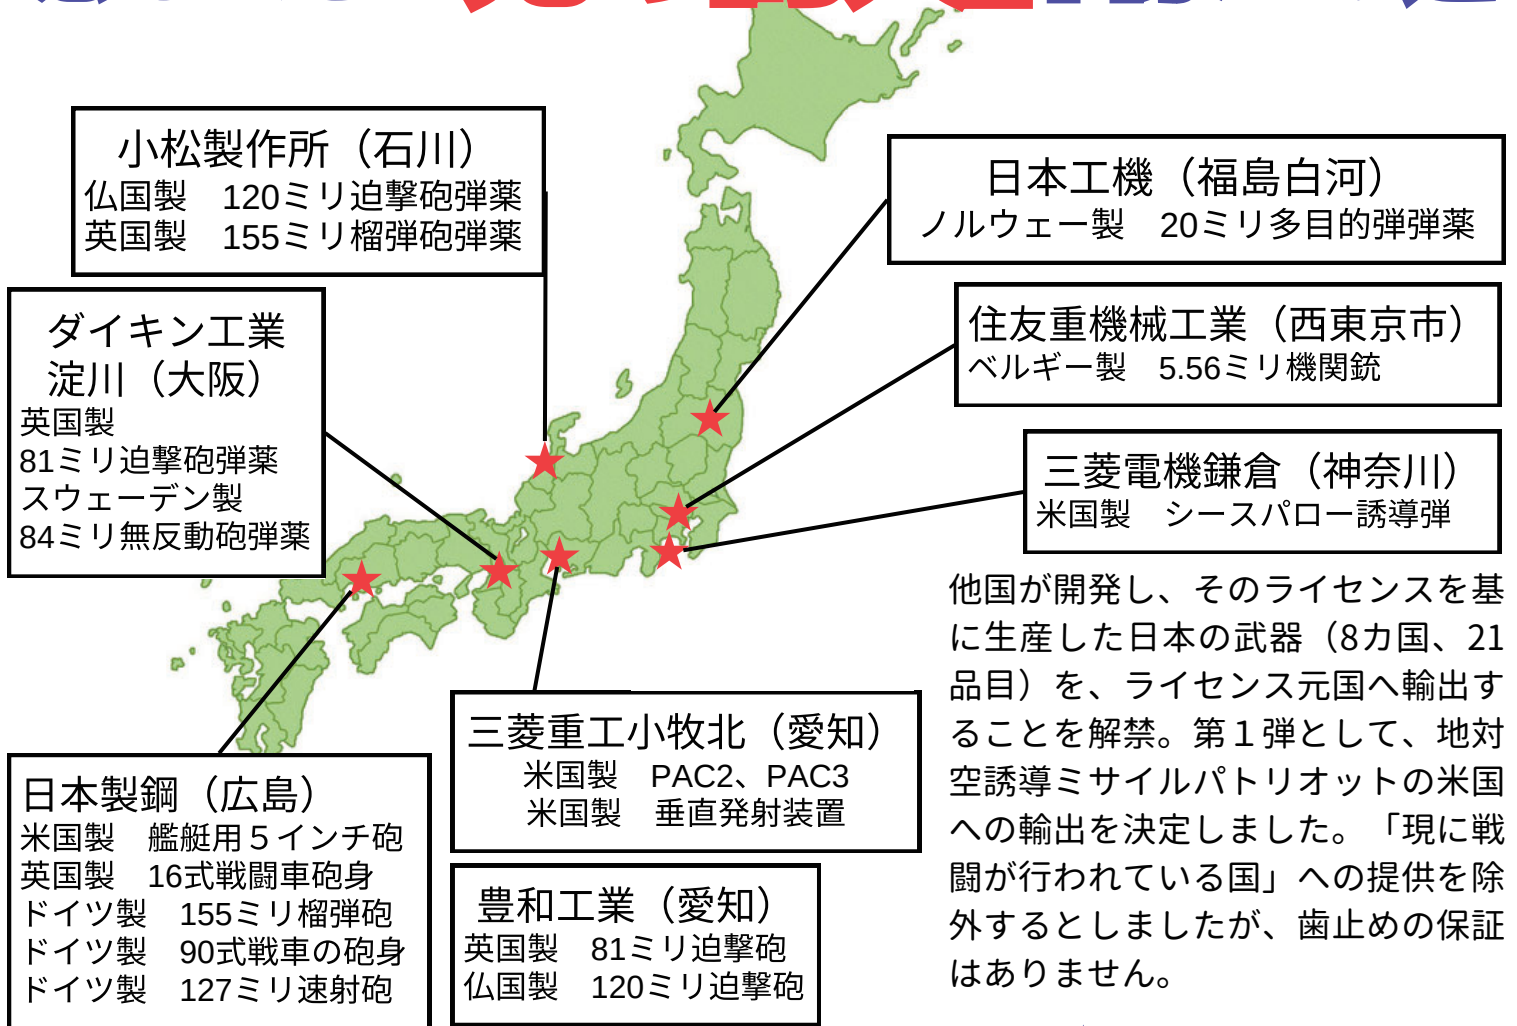 小松製作所（石川）
仏国製　120ミリ迫撃砲弾薬
英国製　155ミリ榴弾砲弾薬
日本工機（福島白河）
ノルウェー製　20ミリ多目的弾弾薬
ダイキン工業
淀川（大阪）
英国製
81ミリ迫撃砲弾薬
スウェーデン製
84ミリ無反動砲弾薬
住友重機械工業（西東京市）
ベルギー製　5.56ミリ機関銃
三菱電機鎌倉（神奈川）
米国製　シースパロー誘導弾
三菱重工小牧北（愛知）
米国製　PAC2、PAC3
米国製　垂直発射装置
日本製鋼（広島）
米国製　艦艇用５インチ砲
英国製　16式戦闘車砲身
ドイツ製　155ミリ榴弾砲
ドイツ製　90式戦車の砲身
ドイツ製　127ミリ速射砲
豊和工業（愛知）
英国製　81ミリ迫撃砲
仏国製　120ミリ迫撃砲
他国が開発し、そのライセンスを基
に生産した日本の武器（8カ国、21
品目）を、ライセンス元国へ輸出す
ることを解禁。第１弾として、地対
空誘導ミサイルパトリオットの米国
への輸出を決定しました。「現に戦
闘が行われている国」への提供を除
外するとしましたが、歯止めの保証
はありません。